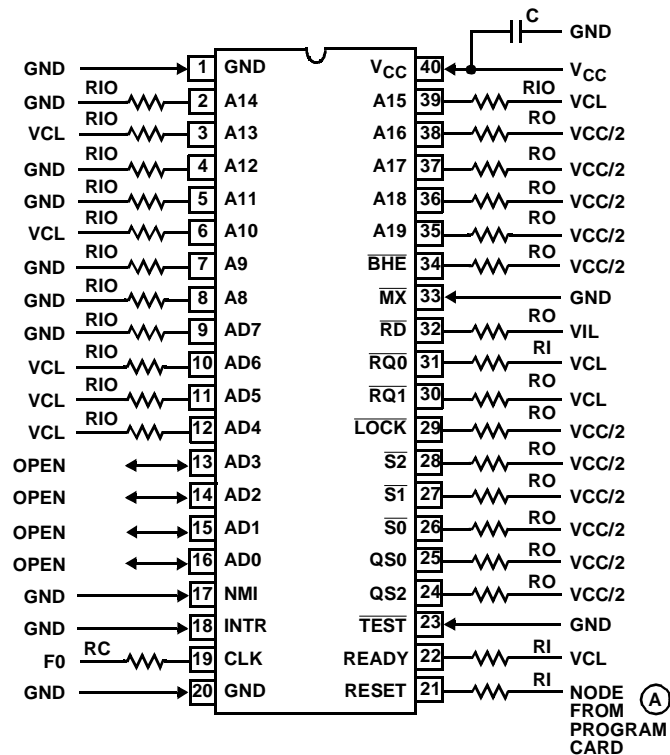 C
GND
GND 1 GND VCC 40 VCC
GND RIO 2 A14 A15 39 RIO VCL
VCL RIO 3 A13 A16 38 RO VCC/2
GND RIO 4 A12 A17 37 RO VCC/2
GND RIO 5 A11 A18 36 RO VCC/2
VCL RIO 6 A10 A19 35 RO VCC/2
GND RIO 7 A9 BHE 34 RO VCC/2
GND RIO 8 A8 MX 33 GND
GND RIO 9 AD7 RD 32 RO VIL
VCL RIO 10 AD6 RQ0 31 RI VCL
VCL RIO 11 AD5 RQ1 30 RO VCL
VCL RIO 12 AD4 LOCK 29 RO VCC/2
OPEN 13 AD3 S2 28 RO VCC/2
OPEN 14 AD2 S1 27 RO VCC/2
OPEN 15 AD1 S0 26 RO VCC/2
OPEN 16 AD0 QS0 25 RO VCC/2
GND 17 NMI QS2 24 RO VCC/2
GND 18 INTR TEST 23 GND
F0 RC 19 CLK READY 22 RI VCL
GND 20 GND RESET 21 RI NODE A
FROM
PROGRAM
CARD